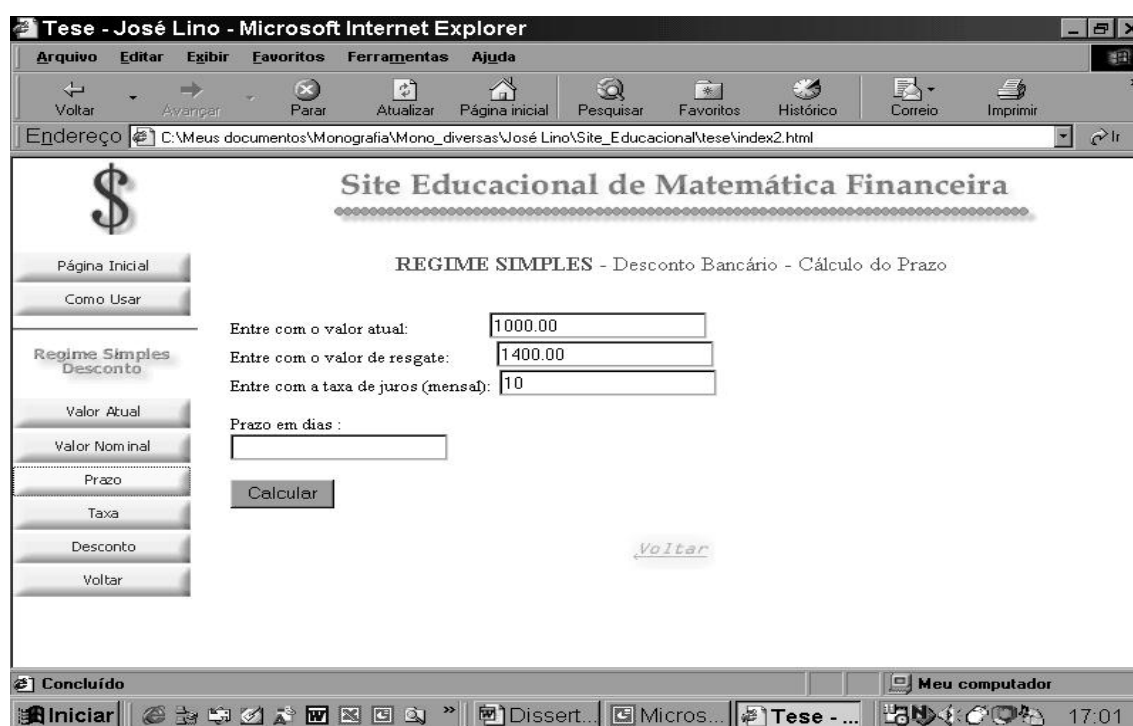 Tese - José Lino - Microsoft Internet Explorer
Arquivo Editar Exibir Favoritos Ferramentas Ajuda
Voltar Avançar Parar Atualizar Página inicial Pesquisar Favoritos Histórico Correio Imprimir
Endereço C:\Meus documentos\Monografia\Mono_diversas\José Lino\Site_Educacional\tese\index2.html Ir
$
Site Educacional de Matemática Financeira
Página Inicial
Como Usar
Regime Simples
Desconto
Valor Atual
Valor Nominal
Prazo
Taxa
Desconto
Voltar
REGIME SIMPLES - Desconto Bancário - Cálculo do Prazo
Entre com o valor atual: 1000.00
Entre com o valor de resgate: 1400.00
Entre com a taxa de juros (mensal): 10
Prazo em dias :
Calcular
Voltar
Concluído Meu computador
Iniciar » Dissert... Micros... Tese - ... 17:01